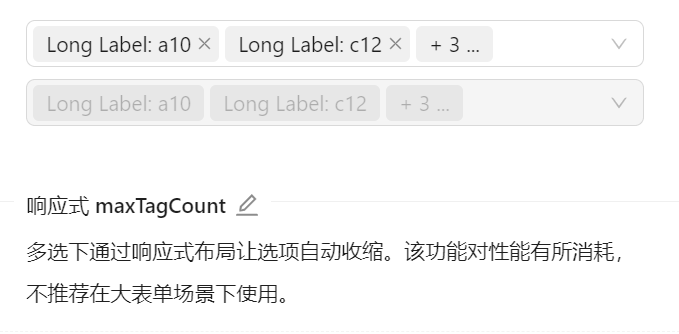 Long Label: a10 × Long Label: c12 × + 3 ...
Long Label: a10 Long Label: c12 + 3 ...
响应式 maxTagCount
多选下通过响应式布局让选项自动收缩。该功能对性能有所消耗，
不推荐在大表单场景下使用。